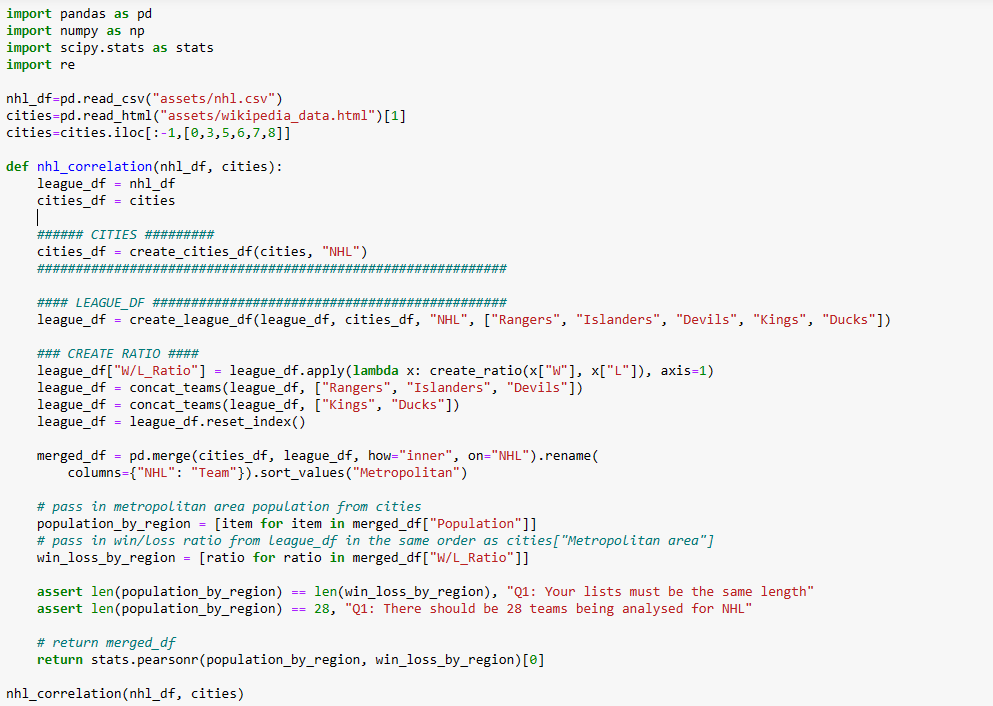 import pandas as pd
import numpy as np
import scipy.stats as stats
import re

nhl_df=pd.read_csv("assets/nhl.csv")
cities=pd.read_html("assets/wikipedia_data.html")[1]
cities=cities.iloc[:-1,[0,3,5,6,7,8]]

def nhl_correlation(nhl_df, cities):
    league_df = nhl_df
    cities_df = cities

    ###### CITIES #########
    cities_df = create_cities_df(cities, "NHL")
    #############################################################

    #### LEAGUE_DF ##############################################
    league_df = create_league_df(league_df, cities_df, "NHL", ["Rangers", "Islanders", "Devils", "Kings", "Ducks"])

    ### CREATE RATIO ####
    league_df["W/L_Ratio"] = league_df.apply(lambda x: create_ratio(x["W"], x["L"]), axis=1)
    league_df = concat_teams(league_df, ["Rangers", "Islanders", "Devils"])
    league_df = concat_teams(league_df, ["Kings", "Ducks"])
    league_df = league_df.reset_index()

    merged_df = pd.merge(cities_df, league_df, how="inner", on="NHL").rename(
        columns={"NHL": "Team"}).sort_values("Metropolitan")

    # pass in metropolitan area population from cities
    population_by_region = [item for item in merged_df["Population"]]
    # pass in win/loss ratio from league_df in the same order as cities["Metropolitan area"]
    win_loss_by_region = [ratio for ratio in merged_df["W/L_Ratio"]]

    assert len(population_by_region) == len(win_loss_by_region), "Q1: Your lists must be the same length"
    assert len(population_by_region) == 28, "Q1: There should be 28 teams being analysed for NHL"

    # return merged_df
    return stats.pearsonr(population_by_region, win_loss_by_region)[0]

nhl_correlation(nhl_df, cities)